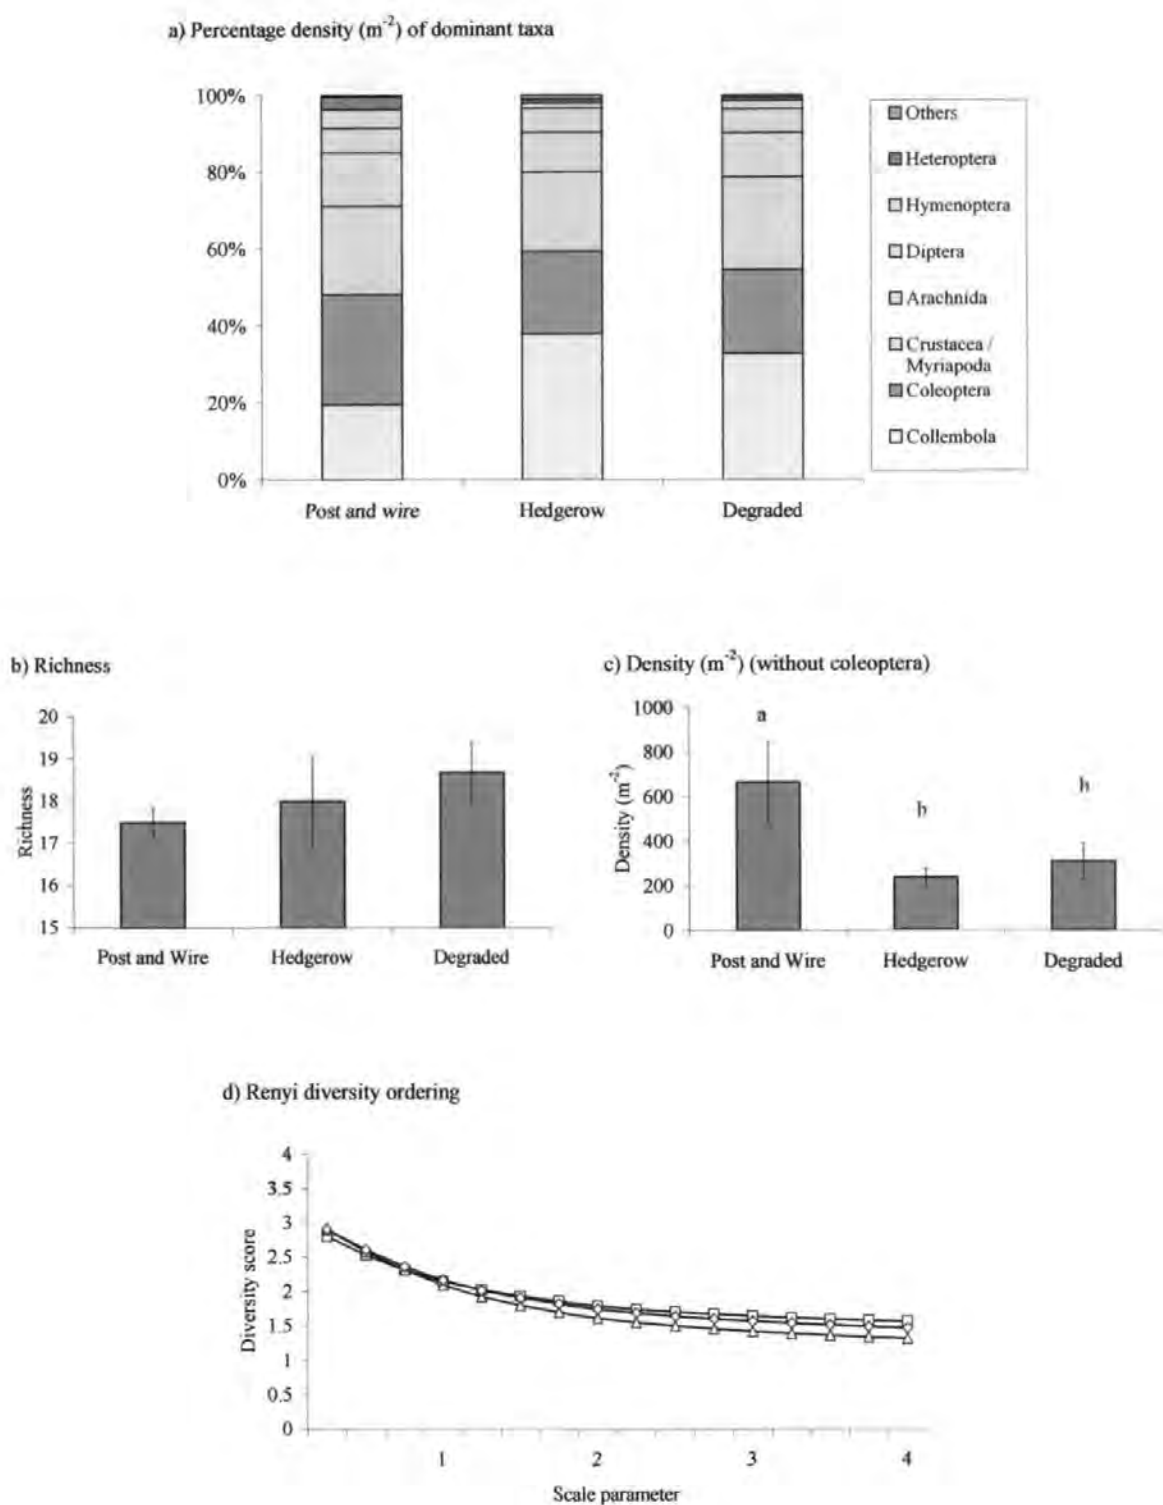 a) Percentage density (m⁻²) of dominant taxa
100%
80%
60%
40%
20%
0%
Post and wire
Hedgerow
Degraded
Others
Heteroptera
Hymenoptera
Diptera
Arachnida
Crustacea /
Myriapoda
Coleoptera
Collembola
b) Richness
20
19
18
17
16
15
Richness
Post and Wire
Hedgerow
Degraded
c) Density (m⁻²) (without coleoptera)
1000
800
600
400
200
0
Density (m⁻²)
a
b
b
Post and Wire
Hedgerow
Degraded
d) Renyi diversity ordering
4
3.5
3
2.5
2
1.5
1
0.5
0
Diversity score
1
2
3
4
Scale parameter